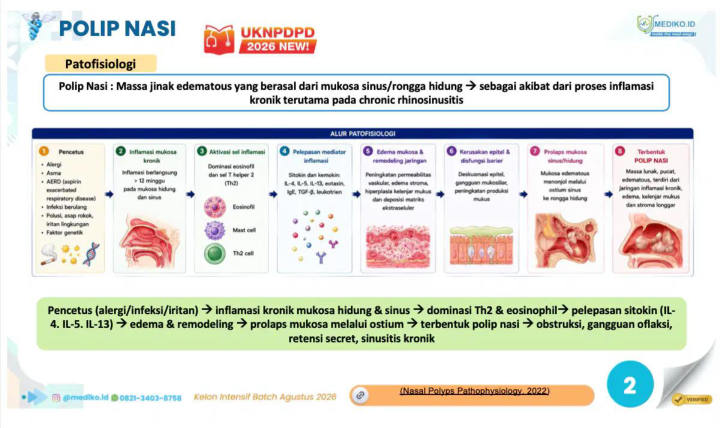 POLIP NASI
UKNPDPD
2026 NEW!
MEDIKO.ID
Patofisiologi
Polip Nasi : Massa jinak edematous yang berasal dari mukosa sinus/rongga hidung → sebagai akibat dari proses inflamasi
kronik terutama pada chronic rhinosinusitis
ALUR PATOFISIOLOGI
1 Pencetus
• Alergi
• Asma
• AERD (aspirin
exacerbated
respiratory disease)
• Infeksi berulang
• Polusi, asap rokok,
iritan lingkungan
• Faktor genetik
2 Inflamasi mukosa
kronik
Inflamasi berlangsung
> 12 minggu
pada mukosa hidung
dan sinus
3 Aktivasi sel inflamasi
Dominasi eosinofil
dan sel T helper 2
(Th2)
Eosinofil
Mast cell
Th2 cell
4 Pelepasan mediator
inflamasi
Sitokin dan kemokin:
IL-4, IL-5, IL-13, eotaxin,
IgE, TGF-β, leukotrien
5 Edema mukosa &
remodeling jaringan
Peningkatan permeabilitas
vaskular, edema stroma,
hiperplasia kelenjar mukus
dan deposisi matriks
ekstraseluler
6 Kerusakan epitel &
disfungsi barier
Deskuamasi epitel,
gangguan mukosilier,
peningkatan produksi
mukus
7 Prolaps mukosa
sinus/hidung
Mukosa edematous
menonjol melalui
ostium sinus
ke rongga hidung
8 Terbentuk
POLIP NASI
Massa lunak, pucat,
edematous, terdiri dari
jaringan inflamasi kronik,
edema, kelenjar mukus
dan stroma longgar
Pencetus (alergi/infeksi/iritan) → inflamasi kronik mukosa hidung & sinus → dominasi Th2 & eosinophil→ pelepasan sitokin (IL-
4. IL-5. IL-13) → edema & remodeling → prolaps mukosa melalui ostium → terbentuk polip nasi → obstruksi, gangguan oflaksi,
retensi secret, sinusitis kronik
@mediko.id 0821-3403-8758 Kelon Intensif Batch Agustus 2026
(Nasal Polyps Pathophysiology, 2022)
2
VERIFIED